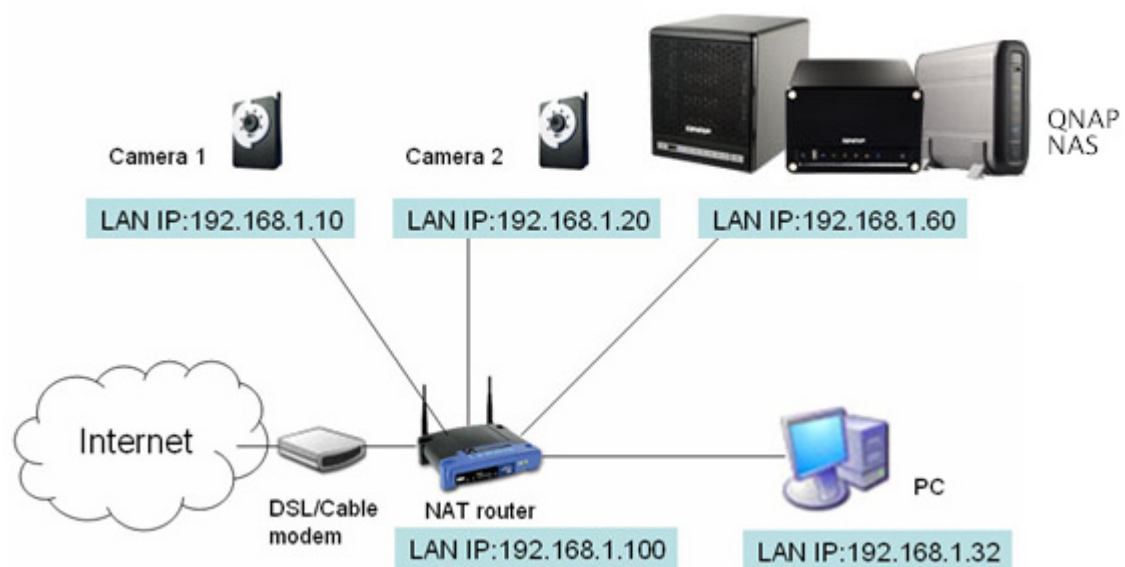 QNAP
NAS
Camera 1
Camera 2
QNAP
QNAP
LAN IP:192.168.1.10
LAN IP:192.168.1.20
LAN IP:192.168.1.60
Internet
DSL/Cable
modem
NAT router
PC
LAN IP:192.168.1.100
LAN IP:192.168.1.32